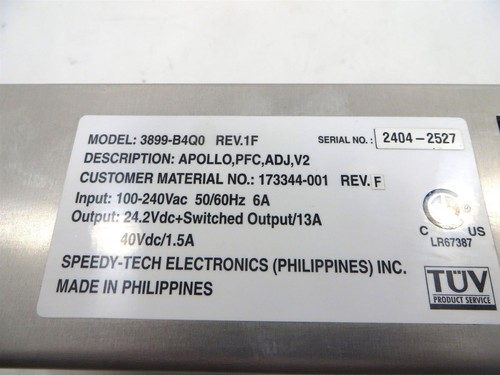 MODEL: 3899-B4Q0 REV.1F SERIAL NO.: 2404-2527
DESCRIPTION: APOLLO,PFC,ADJ,V2
CUSTOMER MATERIAL NO.: 173344-001 REV. F
Input: 100-240Vac 50/60Hz 6A
Output: 24.2Vdc+Switched Output/13A
40Vdc/1.5A
C US
LR67387
SPEEDY-TECH ELECTRONICS (PHILIPPINES) INC.
MADE IN PHILIPPINES
TÜV
PRODUCT SERVICE